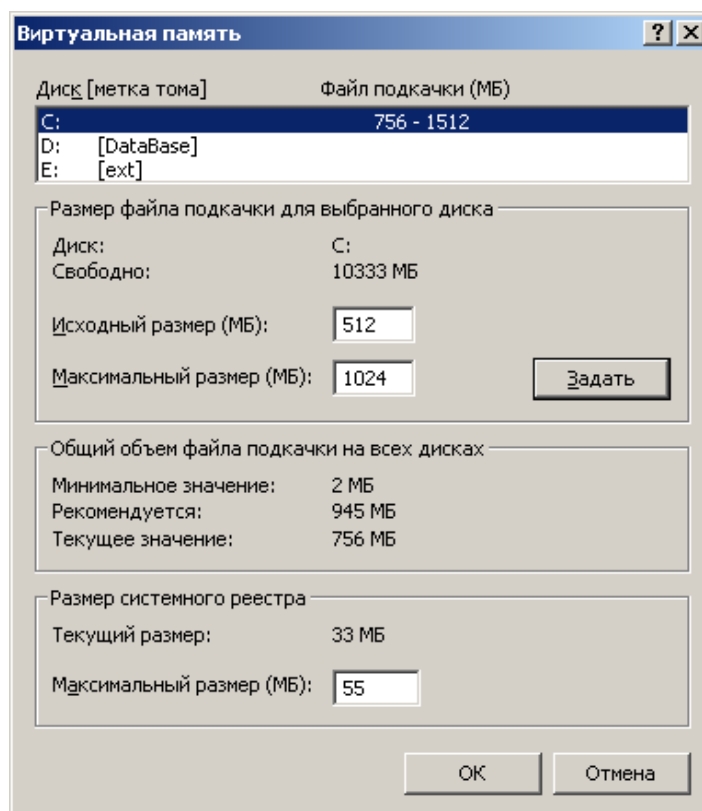 Виртуальная память
Диск [метка тома] Файл подкачки (МБ)
C: 756 - 1512
D: [DataBase]
E: [ext]
Размер файла подкачки для выбранного диска
Диск: C:
Свободно: 10333 МБ
Исходный размер (МБ): 512
Максимальный размер (МБ): 1024 Задать
Общий объем файла подкачки на всех дисках
Минимальное значение: 2 МБ
Рекомендуется: 945 МБ
Текущее значение: 756 МБ
Размер системного реестра
Текущий размер: 33 МБ
Максимальный размер (МБ): 55
ОК Отмена